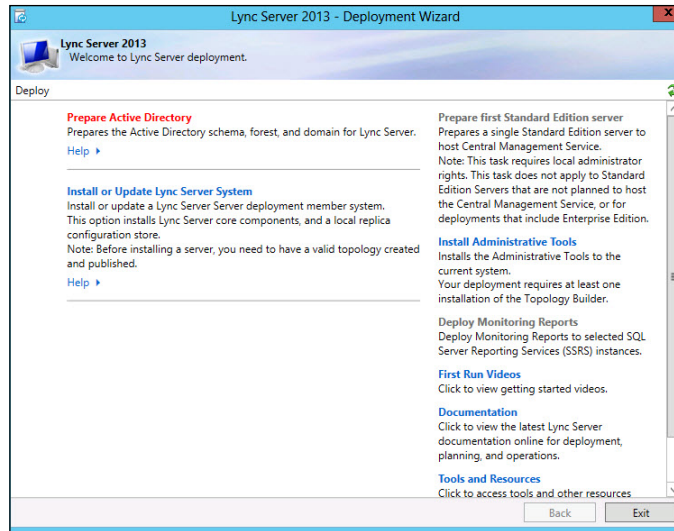 Lync Server 2013 - Deployment Wizard
Lync Server 2013
Welcome to Lync Server deployment.
Deploy
Prepare Active Directory
Prepares the Active Directory schema, forest, and domain for Lync Server.
Help
Install or Update Lync Server System
Install or update a Lync Server Server deployment member system.
This option installs Lync Server core components, and a local replica
configuration store.
Note: Before installing a server, you need to have a valid topology created
and published.
Help
Prepare first Standard Edition server
Prepares a single Standard Edition server to
host Central Management Service.
Note: This task requires local administrator
rights. This task does not apply to Standard
Edition Servers that are not planned to host
the Central Management Service, or for
deployments that include Enterprise Edition.
Install Administrative Tools
Installs the Administrative Tools to the
current system.
Your deployment requires at least one
installation of the Topology Builder.
Deploy Monitoring Reports
Deploy Monitoring Reports to selected SQL
Server Reporting Services (SSRS) instances.
First Run Videos
Click to view getting started videos.
Documentation
Click to view the latest Lync Server
documentation online for deployment,
planning, and operations.
Tools and Resources
Click to access tools and other resources
Back
Exit